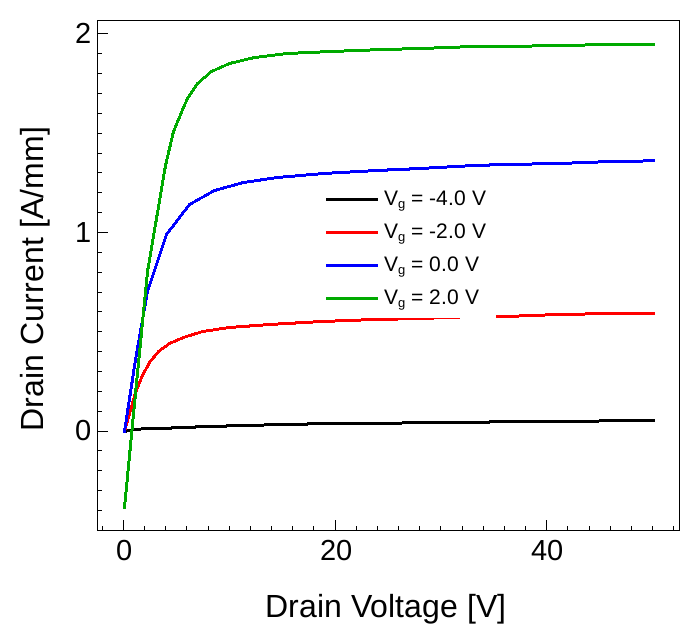 2
1
0
Drain Current [A/mm]
Vg = -4.0 V
Vg = -2.0 V
Vg = 0.0 V
Vg = 2.0 V
0 20 40
Drain Voltage [V]